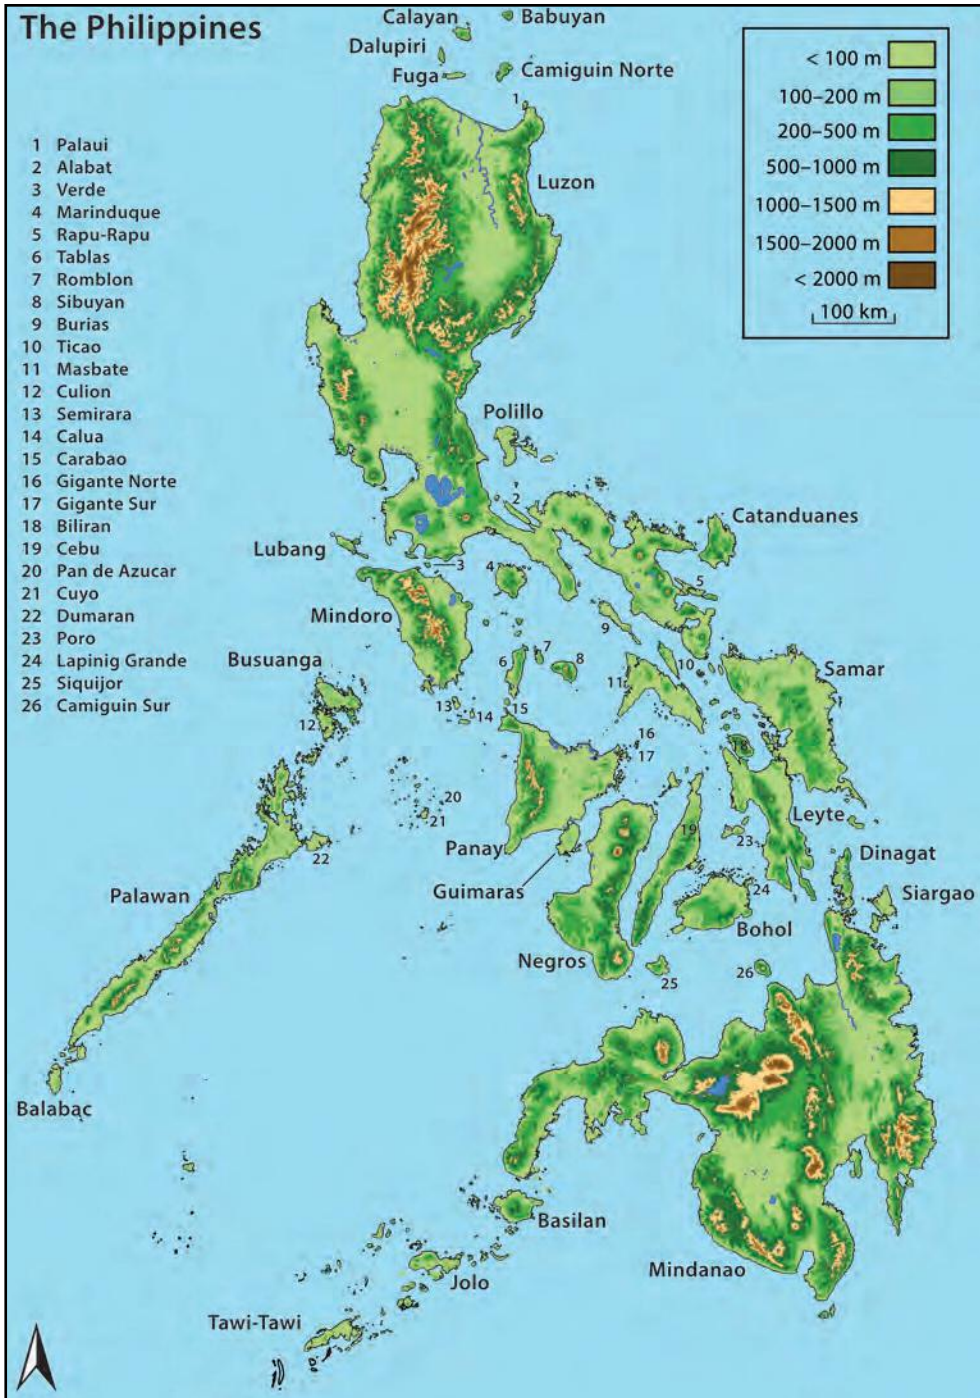 The Philippines
Calayan
Babuyan
Dalupiri
Fuga
Camiguin Norte
< 100 m
100–200 m
200–500 m
500–1000 m
1000–1500 m
1500–2000 m
< 2000 m
100 km
1 Palaui
2 Alabat
3 Verde
4 Marinduque
5 Rapu-Rapu
6 Tablas
7 Romblon
8 Sibuyan
9 Burias
10 Ticao
11 Masbate
12 Culion
13 Semirara
14 Calua
15 Carabao
16 Gigante Norte
17 Gigante Sur
18 Biliran
19 Cebu
20 Pan de Azucar
21 Cuyo
22 Dumaran
23 Poro
24 Lapinig Grande
25 Siquijor
26 Camiguin Sur
1
Luzon
Polillo
2
Catanduanes
Lubang
3
4
5
Mindoro
9
Busuanga
6
7
8
10
11
Samar
12
13
14
15
16
17
18
20
21
19
Leyte
22
Panay
23
Dinagat
Palawan
Guimaras
24
Siargao
Bohol
Negros
25
26
Balabac
Basilan
Mindanao
Jolo
Tawi-Tawi